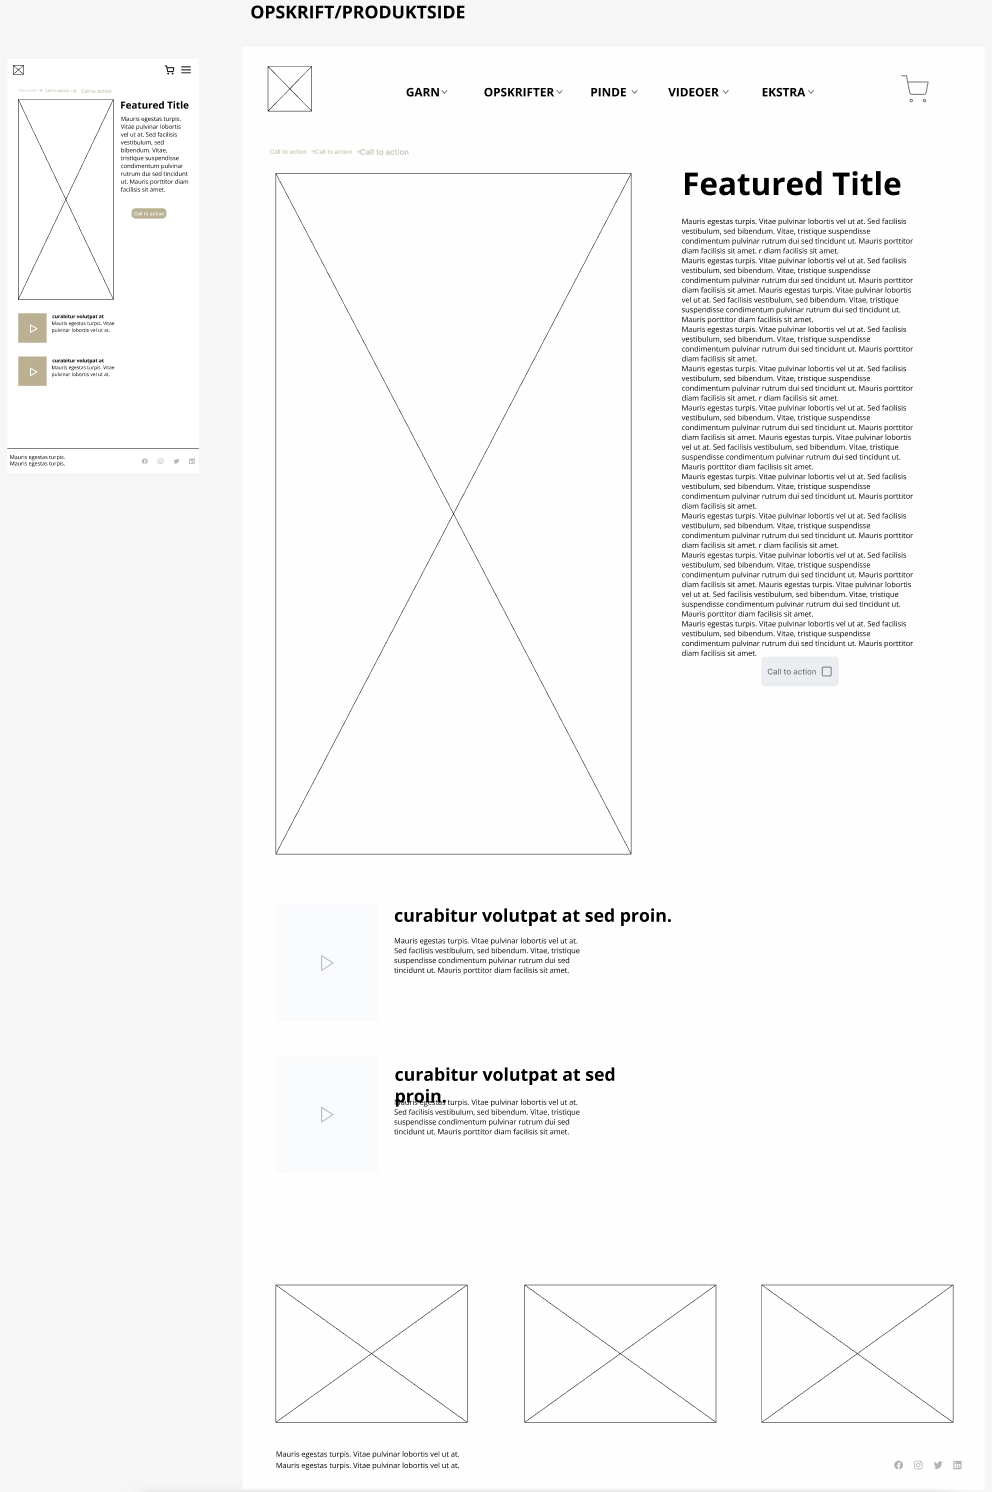 OPSKRIFT/PRODUKTSIDE
Call to action
Call to action
Featured Title
Mauris egestas turpis.
Vitae pulvinar lobortis
vel ut at. Sed facilisis
vestibulum, sed
bibendum. Vitae,
tristique suspendisse
condimentum pulvinar
rutrum dui sed tincidunt
ut. Mauris porttitor diam
facilisis sit amet.
Call to action
curabitur volutpat at
Mauris egestas turpis. Vitae
pulvinar lobortis vel ut at.
curabitur volutpat at
Mauris egestas turpis. Vitae
pulvinar lobortis vel ut at.
Mauris egestas turpis.
Mauris egestas turpis.
GARN OPSKRIFTER PINDE VIDEOER EKSTRA
Call to action Call to action Call to action
Featured Title
Mauris egestas turpis. Vitae pulvinar lobortis vel ut at. Sed facilisis
vestibulum, sed bibendum. Vitae, tristique suspendisse
condimentum pulvinar rutrum dui sed tincidunt ut. Mauris porttitor
diam facilisis sit amet. r diam facilisis sit amet.
Mauris egestas turpis. Vitae pulvinar lobortis vel ut at. Sed facilisis
vestibulum, sed bibendum. Vitae, tristique suspendisse
condimentum pulvinar rutrum dui sed tincidunt ut. Mauris porttitor
diam facilisis sit amet. Mauris egestas turpis. Vitae pulvinar lobortis
vel ut at. Sed facilisis vestibulum, sed bibendum. Vitae, tristique
suspendisse condimentum pulvinar rutrum dui sed tincidunt ut.
Mauris porttitor diam facilisis sit amet.
Mauris egestas turpis. Vitae pulvinar lobortis vel ut at. Sed facilisis
vestibulum, sed bibendum. Vitae, tristique suspendisse
condimentum pulvinar rutrum dui sed tincidunt ut. Mauris porttitor
diam facilisis sit amet.
Mauris egestas turpis. Vitae pulvinar lobortis vel ut at. Sed facilisis
vestibulum, sed bibendum. Vitae, tristique suspendisse
condimentum pulvinar rutrum dui sed tincidunt ut. Mauris porttitor
diam facilisis sit amet. r diam facilisis sit amet.
Mauris egestas turpis. Vitae pulvinar lobortis vel ut at. Sed facilisis
vestibulum, sed bibendum. Vitae, tristique suspendisse
condimentum pulvinar rutrum dui sed tincidunt ut. Mauris porttitor
diam facilisis sit amet. Mauris egestas turpis. Vitae pulvinar lobortis
vel ut at. Sed facilisis vestibulum, sed bibendum. Vitae, tristique
suspendisse condimentum pulvinar rutrum dui sed tincidunt ut.
Mauris porttitor diam facilisis sit amet.
Mauris egestas turpis. Vitae pulvinar lobortis vel ut at. Sed facilisis
vestibulum, sed bibendum. Vitae, tristique suspendisse
condimentum pulvinar rutrum dui sed tincidunt ut. Mauris porttitor
diam facilisis sit amet.
Mauris egestas turpis. Vitae pulvinar lobortis vel ut at. Sed facilisis
vestibulum, sed bibendum. Vitae, tristique suspendisse
condimentum pulvinar rutrum dui sed tincidunt ut. Mauris porttitor
diam facilisis sit amet. r diam facilisis sit amet.
Mauris egestas turpis. Vitae pulvinar lobortis vel ut at. Sed facilisis
vestibulum, sed bibendum. Vitae, tristique suspendisse
condimentum pulvinar rutrum dui sed tincidunt ut. Mauris porttitor
diam facilisis sit amet. Mauris egestas turpis. Vitae pulvinar lobortis
vel ut at. Sed facilisis vestibulum, sed bibendum. Vitae, tristique
suspendisse condimentum pulvinar rutrum dui sed tincidunt ut.
Mauris porttitor diam facilisis sit amet.
Mauris egestas turpis. Vitae pulvinar lobortis vel ut at. Sed facilisis
vestibulum, sed bibendum. Vitae, tristique suspendisse
condimentum pulvinar rutrum dui sed tincidunt ut. Mauris porttitor
diam facilisis sit amet.
Call to action
curabitur volutpat at sed proin.
Mauris egestas turpis. Vitae pulvinar lobortis vel ut at.
Sed facilisis vestibulum, sed bibendum. Vitae, tristique
suspendisse condimentum pulvinar rutrum dui sed
tincidunt ut. Mauris porttitor diam facilisis sit amet.
curabitur volutpat at sed
proin.
Mauris egestas turpis. Vitae pulvinar lobortis vel ut at.
Sed facilisis vestibulum, sed bibendum. Vitae, tristique
suspendisse condimentum pulvinar rutrum dui sed
tincidunt ut. Mauris porttitor diam facilisis sit amet.
Mauris egestas turpis. Vitae pulvinar lobortis vel ut at.
Mauris egestas turpis. Vitae pulvinar lobortis vel ut at.